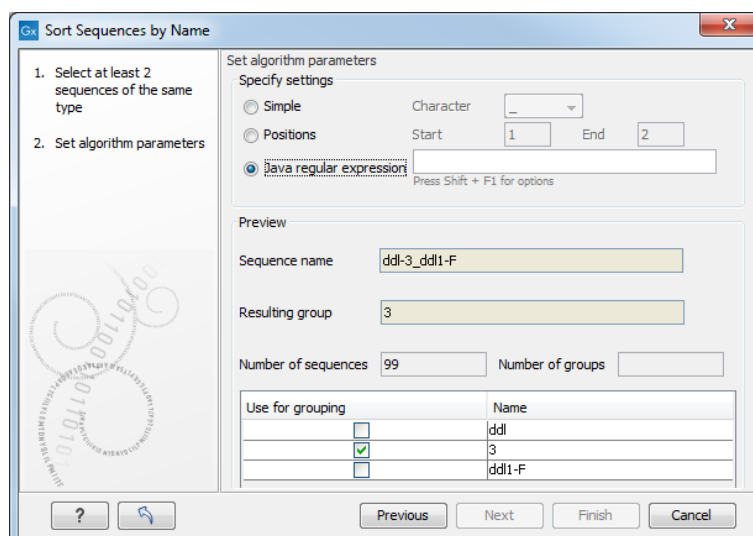 Gx Sort Sequences by Name
1. Select at least 2
sequences of the same
type
2. Set algorithm parameters
Set algorithm parameters
Specify settings
Simple Character _
Positions Start 1 End 2
Java regular expression
Press Shift + F1 for options
Preview
Sequence name ddl-3_ddl1-F
Resulting group 3
Number of sequences 99 Number of groups
Use for grouping Name
ddl
3
ddl1-F
? Previous Next Finish Cancel